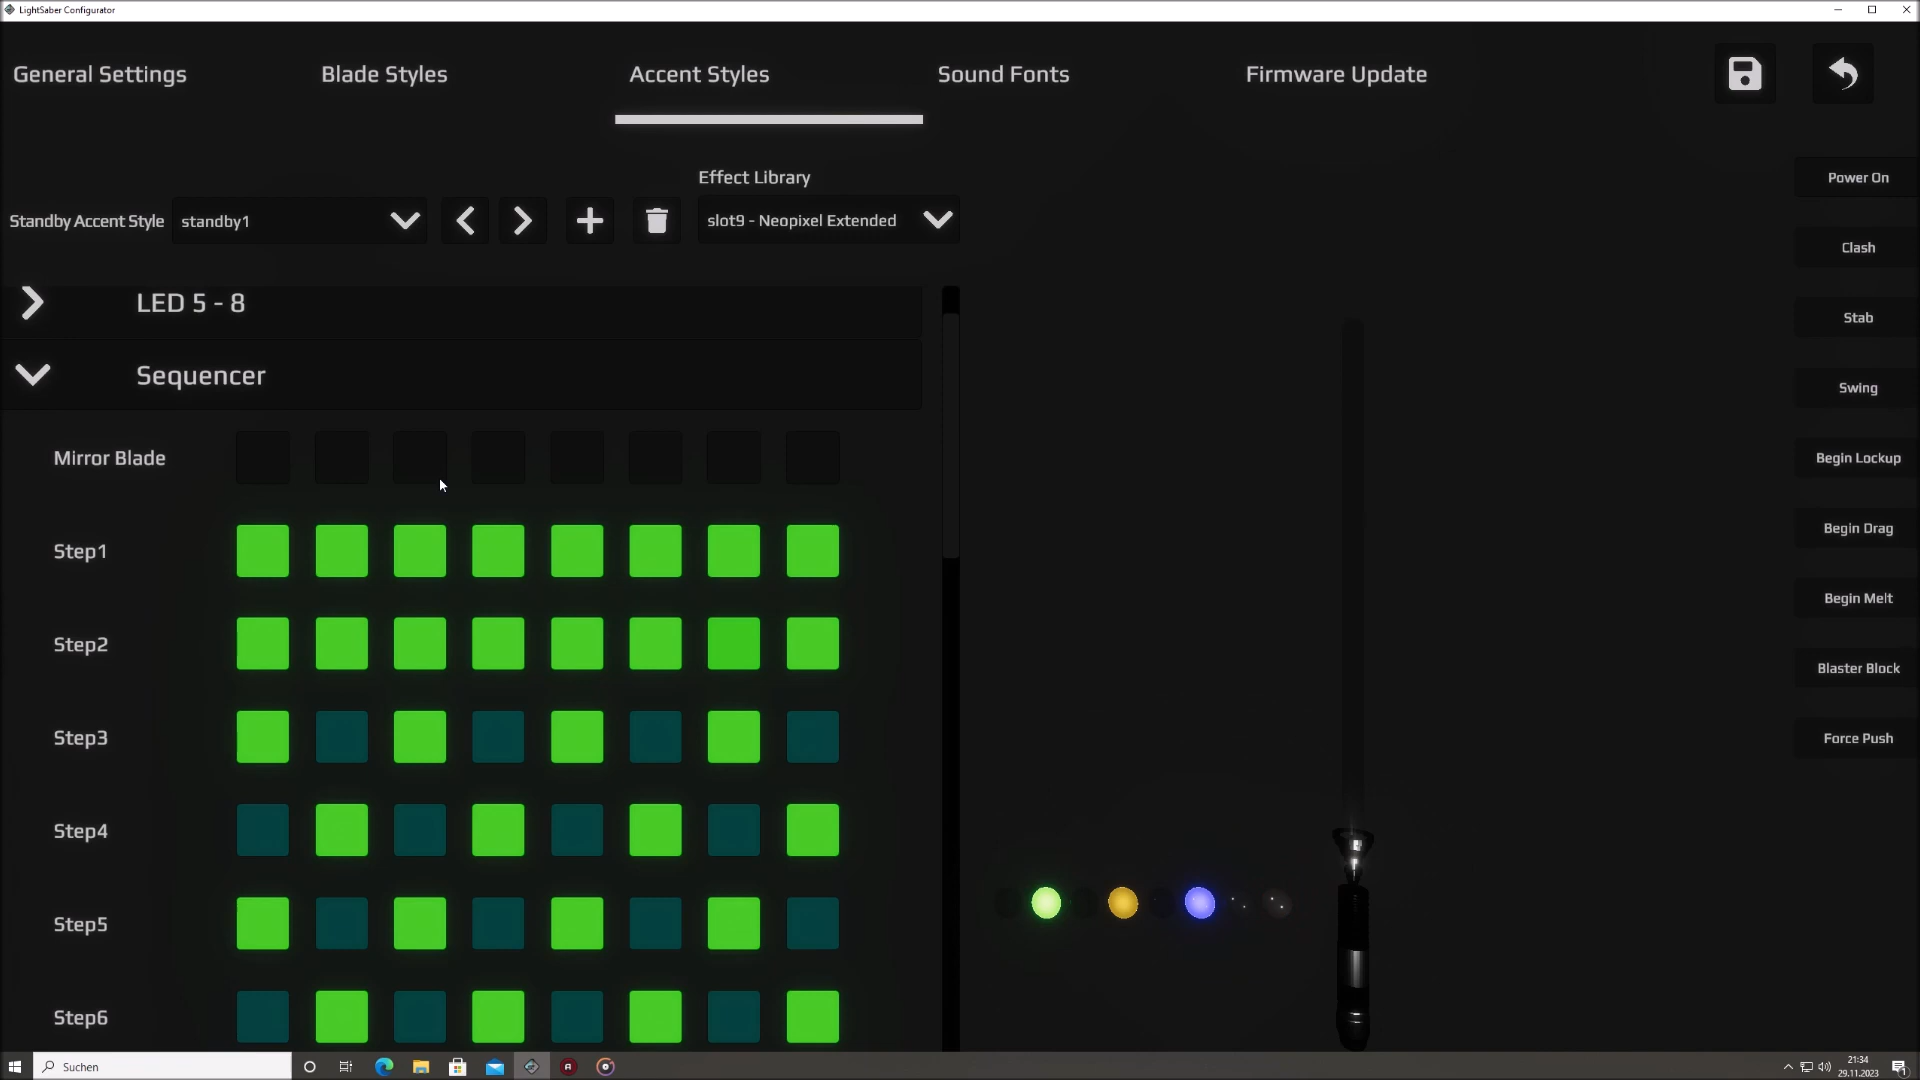 LightSaber Configurator
General Settings
Blade Styles
Accent Styles
Sound Fonts
Firmware Update
Effect Library
Standby Accent Style
standby1
slot9 - Neopixel Extended
LED 5 - 8
Sequencer
Mirror Blade
Step1
Step2
Step3
Step4
Step5
Step6
Power On
Clash
Stab
Swing
Begin Lockup
Begin Drag
Begin Melt
Blaster Block
Force Push
Suchen
21:34
29.11.2023
1